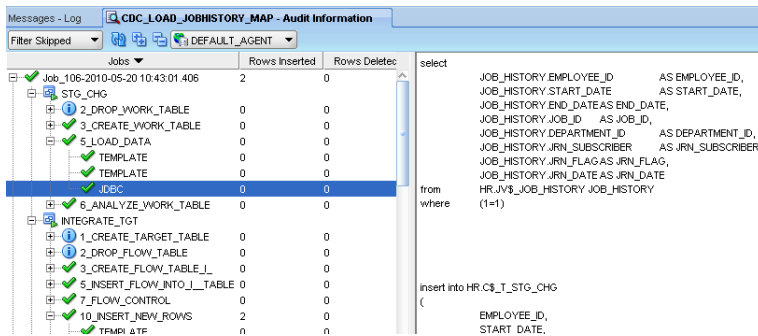 Messages - Log
CDC_LOAD_JOBHISTORY_MAP - Audit Information
Filter Skipped
DEFAULT_AGENT
Jobs Rows Inserted Rows Deletec
Job_106-2010-05-20 10:43:01.406 2 0
STG_CHG
2_DROP_WORK_TABLE 0 0
3_CREATE_WORK_TABLE 0 0
5_LOAD_DATA 0 0
TEMPLATE 0 0
TEMPLATE 0 0
JDBC 0 0
6_ANALYZE_WORK_TABLE 0 0
INTEGRATE_TGT
1_CREATE_TARGET_TABLE 0 0
2_DROP_FLOW_TABLE 0 0
3_CREATE_FLOW_TABLE_I_ 0 0
5_INSERT_FLOW_INTO_I__TABLE 0 0
7_FLOW_CONTROL 0 0
10_INSERT_NEW_ROWS 2 0
TEMPLATE 0 0
select
JOB_HISTORY.EMPLOYEE_ID AS EMPLOYEE_ID,
JOB_HISTORY.START_DATE AS START_DATE,
JOB_HISTORY.END_DATE AS END_DATE,
JOB_HISTORY.JOB_ID AS JOB_ID,
JOB_HISTORY.DEPARTMENT_ID AS DEPARTMENT_ID,
JOB_HISTORY.JRN_SUBSCRIBER AS JRN_SUBSCRIBER
JOB_HISTORY.JRN_FLAG AS JRN_FLAG,
JOB_HISTORY.JRN_DATE AS JRN_DATE
from HR.JV$_JOB_HISTORY JOB_HISTORY
where (1=1)
insert into HR.C$_T_STG_CHG
(
EMPLOYEE_ID,
START_DATE,